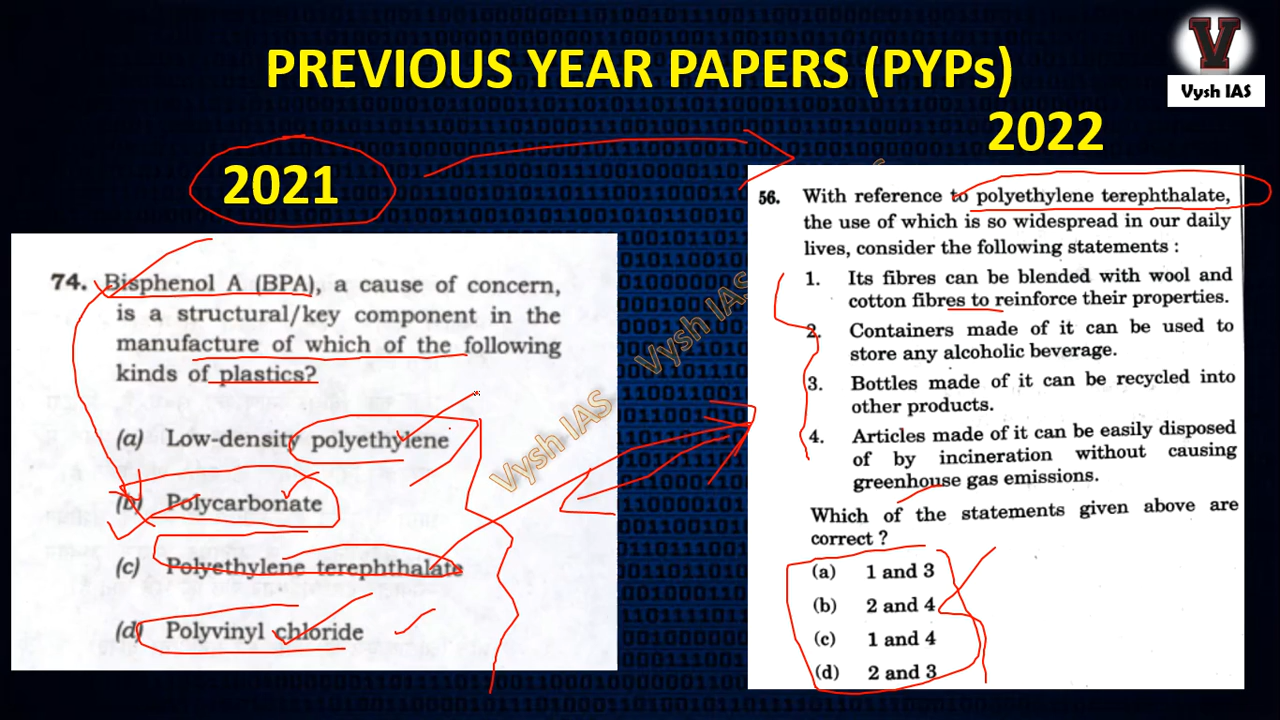 PREVIOUS YEAR PAPERS (PYPs)
V
Vysh IAS
2021
2022
74. Bisphenol A (BPA), a cause of concern,
is a structural/key component in the
manufacture of which of the following
kinds of plastics?
(a) Low-density polyethylene
(b) Polycarbonate
(c) Polyethylene terephthalate
(d) Polyvinyl chloride
Vysh IAS
Vysh IAS
56. With reference to polyethylene terephthalate,
the use of which is so widespread in our daily
lives, consider the following statements :
1. Its fibres can be blended with wool and
cotton fibres to reinforce their properties.
2. Containers made of it can be used to
store any alcoholic beverage.
3. Bottles made of it can be recycled into
other products.
4. Articles made of it can be easily disposed
of by incineration without causing
greenhouse gas emissions.
Which of the statements given above are
correct ?
(a) 1 and 3
(b) 2 and 4
(c) 1 and 4
(d) 2 and 3